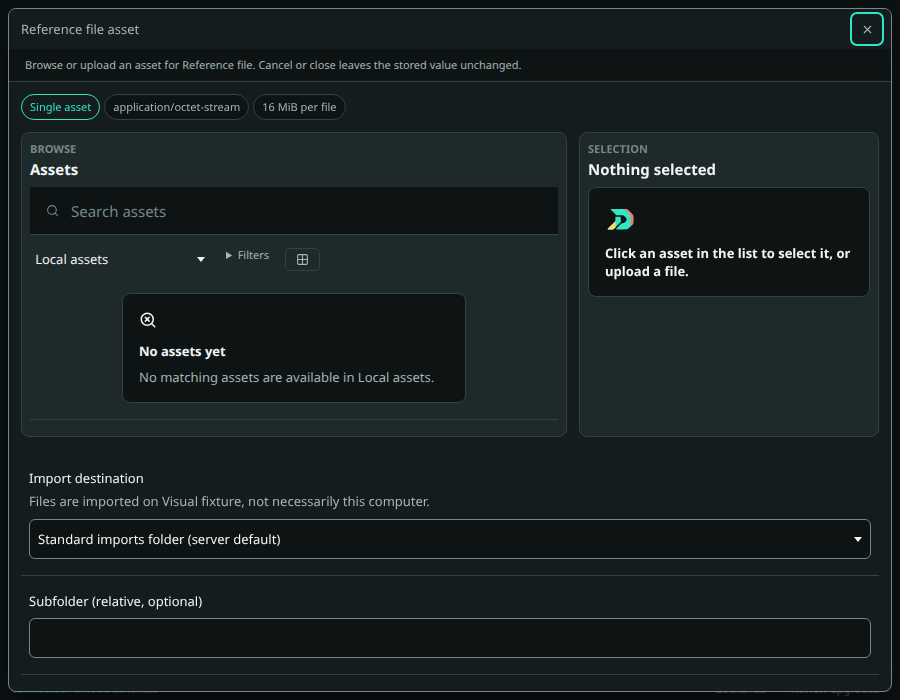 Reference file asset
Browse or upload an asset for Reference file. Cancel or close leaves the stored value unchanged.
Single asset
application/octet-stream
16 MiB per file
BROWSE
Assets
Search assets
Local assets
Filters
No assets yet
No matching assets are available in Local assets.
SELECTION
Nothing selected
Click an asset in the list to select it, or
upload a file.
Import destination
Files are imported on Visual fixture, not necessarily this computer.
Standard imports folder (server default)
Subfolder (relative, optional)